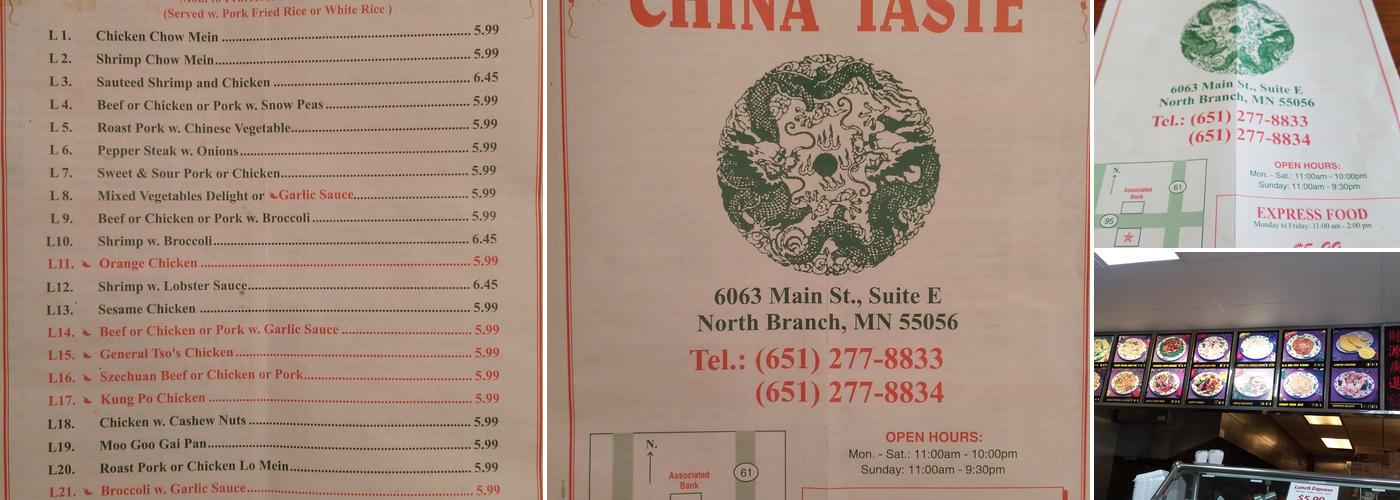 (Served w. Pork Fried Rice or White Rice )
L 1. Chicken Chow Mein 5.99
L 2. Shrimp Chow Mein 5.99
L 3. Sauteed Shrimp and Chicken 6.45
L 4. Beef or Chicken or Pork w. Snow Peas 5.99
L 5. Roast Pork w. Chinese Vegetable 5.99
L 6. Pepper Steak w. Onions 5.99
L 7. Sweet & Sour Pork or Chicken 5.99
L 8. Mixed Vegetables Delight or Garlic Sauce 5.99
L 9. Beef or Chicken or Pork w. Broccoli 5.99
L10. Shrimp w. Broccoli 6.45
L11. Orange Chicken 5.99
L12. Shrimp w. Lobster Sauce 6.45
L13. Sesame Chicken 5.99
L14. Beef or Chicken or Pork w. Garlic Sauce 5.99
L15. General Tso's Chicken 5.99
L16. Szechuan Beef or Chicken or Pork 5.99
L17. Kung Po Chicken 5.99
L18. Chicken w. Cashew Nuts 5.99
L19. Moo Goo Gai Pan 5.99
L20. Roast Pork or Chicken Lo Mein 5.99
L21. Broccoli w. Garlic Sauce 5.99
CHINA TASTE
6063 Main St., Suite E
North Branch, MN 55056
Tel.: (651) 277-8833
(651) 277-8834
N.
Associated
Bank
61
OPEN HOURS:
Mon. - Sat.: 11:00am - 10:00pm
Sunday: 11:00am - 9:30pm
6063 Main St., Suite E
North Branch, MN 55056
Tel.: (651) 277-8833
(651) 277-8834
N.
Associated
Bank
61
95
OPEN HOURS:
Mon. - Sat.: 11:00am - 10:00pm
Sunday: 11:00am - 9:30pm
EXPRESS FOOD
Monday to Friday: 11:00 am - 2:00 pm
$5.99
Lunch Express
$5.99